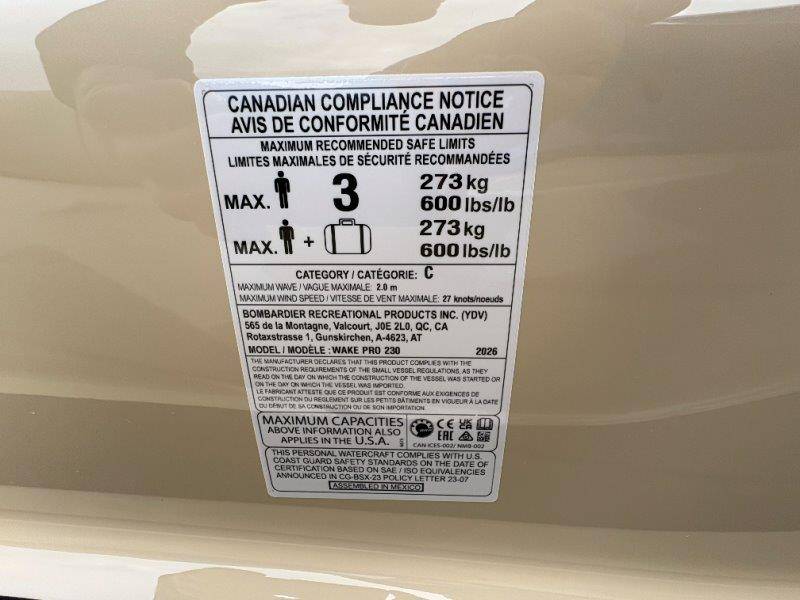 CANADIAN COMPLIANCE NOTICE
AVIS DE CONFORMITÉ CANADIEN
MAXIMUM RECOMMENDED SAFE LIMITS
LIMITES MAXIMALES DE SÉCURITÉ RECOMMANDÉES
MAX. 3 273 kg
600 lbs/lb
MAX. + 273 kg
600 lbs/lb
CATEGORY / CATÉGORIE: C
MAXIMUM WAVE / VAGUE MAXIMALE: 2.0 m
MAXIMUM WIND SPEED / VITESSE DE VENT MAXIMALE: 27 knots/noeuds
BOMBARDIER RECREATIONAL PRODUCTS INC. (YDV)
565 de la Montagne, Valcourt, J0E 2L0, QC, CA
Rotaxstrasse 1, Gunskirchen, A-4623, AT
MODEL / MODÈLE : WAKE PRO 230 2026
THE MANUFACTURER DECLARES THAT THIS PRODUCT COMPLIES WITH THE
CONSTRUCTION REQUIREMENTS OF THE SMALL VESSEL REGULATIONS, AS THEY
READ ON THE DAY ON WHICH THE CONSTRUCTION OF THE VESSEL WAS STARTED OR
ON THE DAY ON WHICH THE VESSEL WAS IMPORTED.
LE FABRICANT ATTESTE QUE CE PRODUIT EST CONFORME AUX EXIGENCES DE
CONSTRUCTION DU RÈGLEMENT SUR LES PETITS BÂTIMENTS EN VIGUEUR À LA DATE
DU DÉBUT DE SA CONSTRUCTION OU DE SON IMPORTATION.
MAXIMUM CAPACITIES
ABOVE INFORMATION ALSO
APPLIES IN THE U.S.A.
CE
EAC
CAN ICES-002/ NMB-002
THIS PERSONAL WATERCRAFT COMPLIES WITH U.S.
COAST GUARD SAFETY STANDARDS ON THE DATE OF
CERTIFICATION BASED ON SAE / ISO EQUIVALENCIES
ANNOUNCED IN CG-BSX-23 POLICY LETTER 23-07
ASSEMBLED IN MEXICO